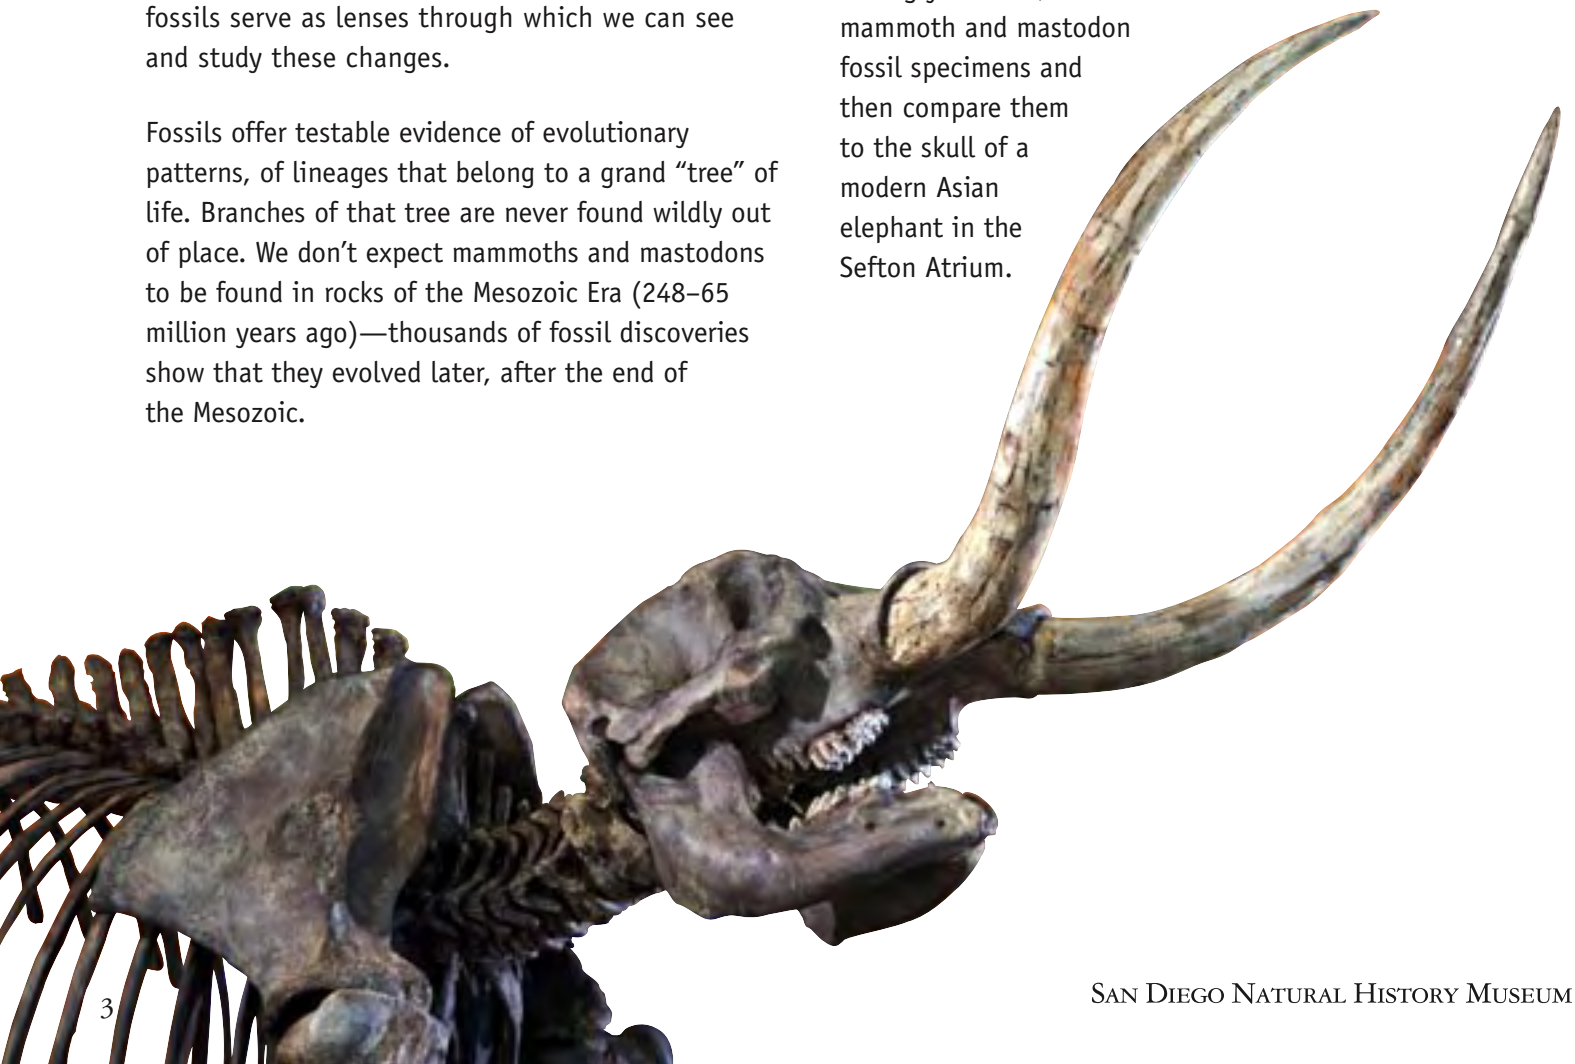 fossils serve as lenses through which we can see
and study these changes.
Fossils offer testable evidence of evolutionary
patterns, of lineages that belong to a grand “tree” of
life. Branches of that tree are never found wildly out
of place. We don’t expect mammoths and mastodons
to be found in rocks of the Mesozoic Era (248–65
million years ago)—thousands of fossil discoveries
show that they evolved later, after the end of
the Mesozoic.
mammoth and mastodon
fossil specimens and
then compare them
to the skull of a
modern Asian
elephant in the
Sefton Atrium.
3
SAN DIEGO NATURAL HISTORY MUSEUM